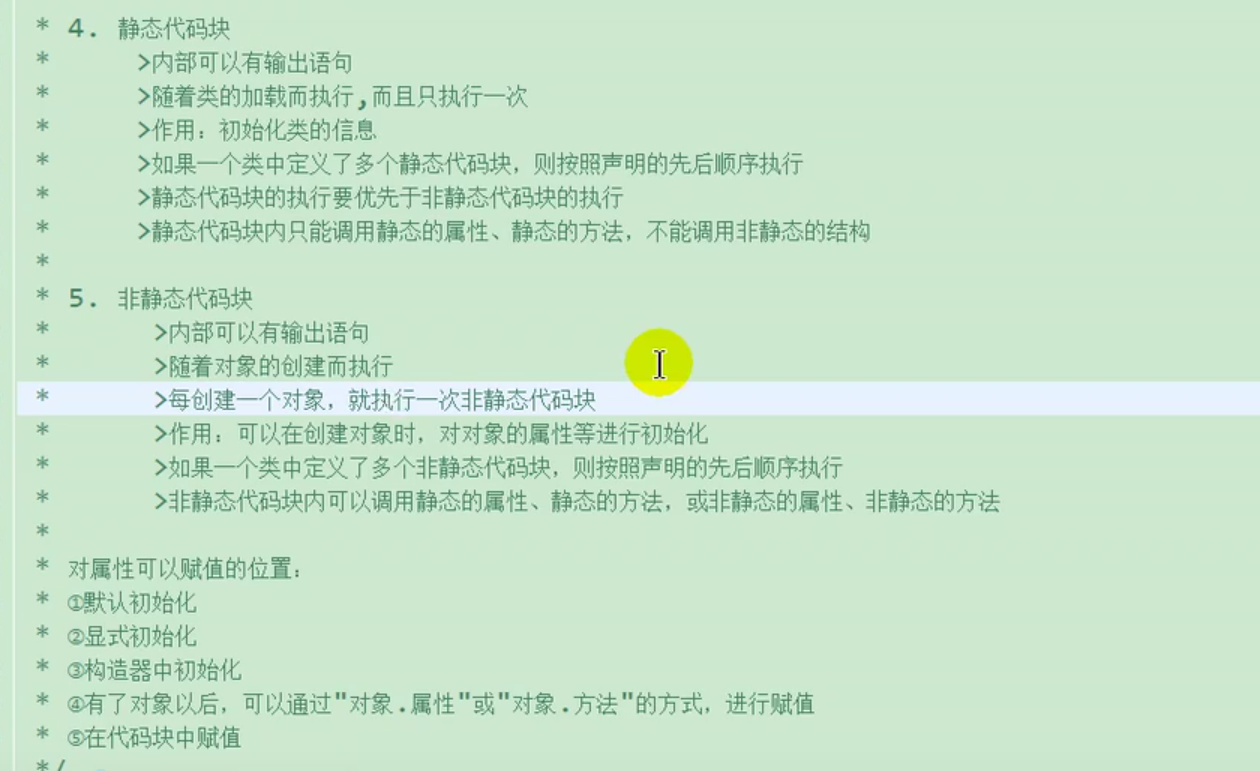 * 4. 静态代码块
* >内部可以有输出语句
* >随着类的加载而执行,而且只执行一次
* >作用：初始化类的信息
* >如果一个类中定义了多个静态代码块，则按照声明的先后顺序执行
* >静态代码块的执行要优先于非静态代码块的执行
* >静态代码块内只能调用静态的属性、静态的方法，不能调用非静态的结构
*
* 5. 非静态代码块
* >内部可以有输出语句
* >随着对象的创建而执行
* >每创建一个对象，就执行一次非静态代码块
* >作用：可以在创建对象时，对对象的属性等进行初始化
* >如果一个类中定义了多个非静态代码块，则按照声明的先后顺序执行
* >非静态代码块内可以调用静态的属性、静态的方法，或非静态的属性、非静态的方法
*
* 对属性可以赋值的位置：
* ①默认初始化
* ②显式初始化
* ③构造器中初始化
* ④有了对象以后，可以通过"对象.属性"或"对象.方法"的方式，进行赋值
* ⑤在代码块中赋值
*/